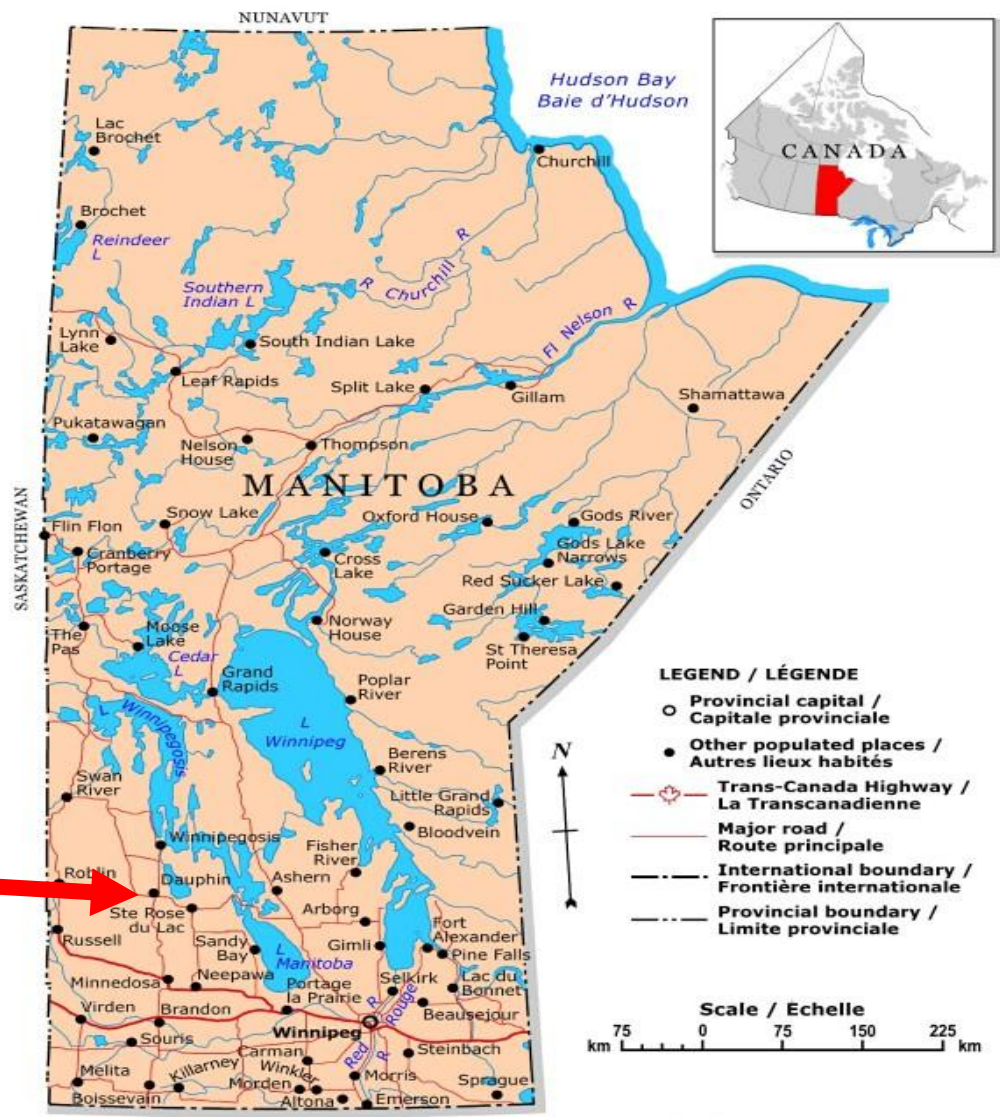 NUNAVUT
Hudson Bay
Baie d'Hudson
CANADA
Lac
Brochet
Churchill
Brochet
Reindeer
L
R Churchill R
Southern
Indian L
Fl Nelson R
Lynn
Lake
South Indian Lake
Leaf Rapids
Split Lake
Gillam
Shamattawa
Pukatawagan
Nelson
House
Thompson
MANITOBA
ONTARIO
SASKATCHEWAN
Flin Flon
Snow Lake
Oxford House
Gods River
Cranberry
Portage
Cross
Lake
Gods Lake
Narrows
Red Sucker Lake
Garden Hill
The
Pas
Moose
Lake
Norway
House
St Theresa
Point
Cedar
L
Grand
Rapids
Poplar
River
L Winnipegosis
L
Winnipeg
Swan
River
Berens
River
Little Grand
Rapids
Winnipegosis
Fisher
River
Bloodvein
Roblin
Dauphin
Ashern
Ste Rose
du Lac
Arborg
Fort
Alexander
Russell
Sandy
Bay
L
Manitoba
Gimli
Pine Falls
Minnedosa
Neepawa
Portage
la Prairie
Selkirk
Lac du
Bonnet
Virden
Brandon
Winnipeg
R Rouge
Beausejour
Souris
Carman
Red R
Steinbach
Melita
Killarney
Winkler
Morden
Morris
Sprague
Boissevain
Altona
Emerson
LEGEND / LÉGENDE
Provincial capital /
Capitale provinciale
Other populated places /
Autres lieux habités
Trans-Canada Highway /
La Transcanadienne
Major road /
Route principale
International boundary /
Frontière internationale
Provincial boundary /
Limite provinciale
N
Scale / Échelle
75 0 75 150 225
km km